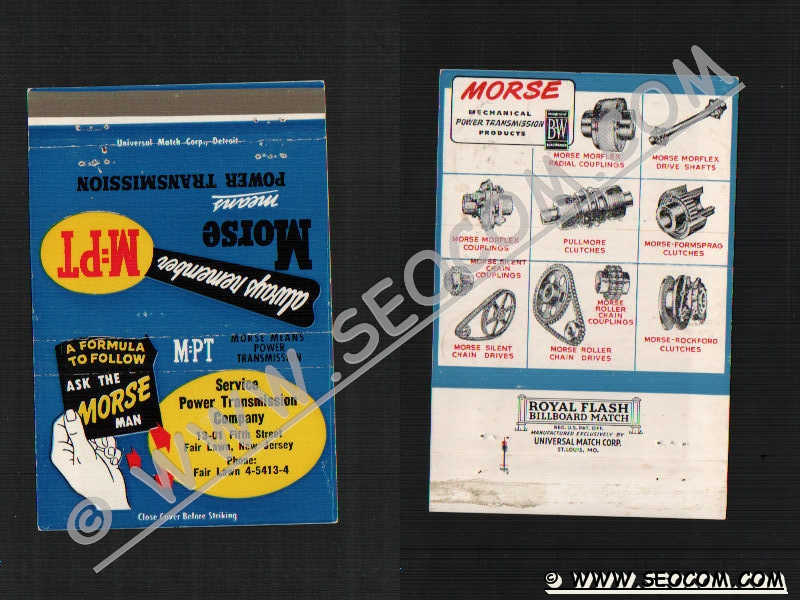 Universal Match Corp., Detroit
POWER TRANSMISSION
means
MORSE
always remember
M=PT
A FORMULA
TO FOLLOW
ASK THE
MORSE
MAN
M=PT
MORSE MEANS
POWER
TRANSMISSION
Service
Power Transmission
Company
13-01 Fifth Street
Fair Lawn, New Jersey
Phone:
Fair Lawn 4-5413-4
Close Cover Before Striking
MORSE
MECHANICAL
POWER TRANSMISSION
PRODUCTS
BW
MORSE MORFLEX
RADIAL COUPLINGS
MORSE MORFLEX
DRIVE SHAFTS
MORSE MORFLEX
COUPLINGS
PULLMORE
CLUTCHES
MORSE-FORMSPRAG
CLUTCHES
MORSE SILENT
CHAIN
COUPLINGS
MORSE SILENT
CHAIN DRIVES
MORSE
ROLLER
CHAIN
COUPLINGS
MORSE ROLLER
CHAIN DRIVES
MORSE-ROCKFORD
CLUTCHES
ROYAL FLASH
BILLBOARD MATCH
REG. U.S. PAT. OFF.
MANUFACTURED EXCLUSIVELY BY
UNIVERSAL MATCH CORP.
ST. LOUIS, MO.
© WWW.SEOCOM.COM
© WWW.SEOCOM.COM